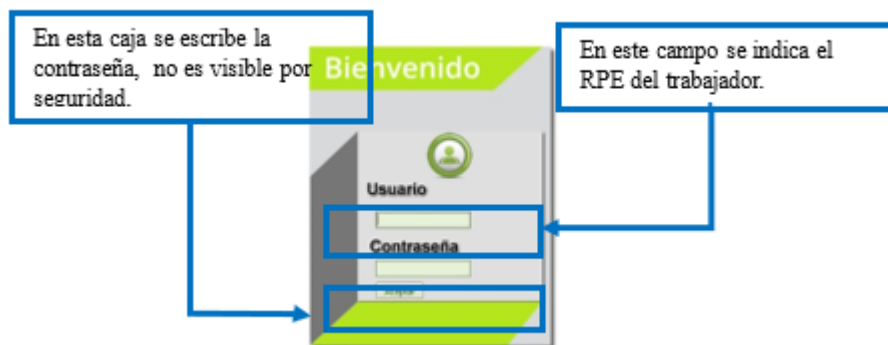 En esta caja se escribe la
contraseña, no es visible por
seguridad.
Bienvenido
En este campo se indica el
RPE del trabajador.
Usuario
Contraseña